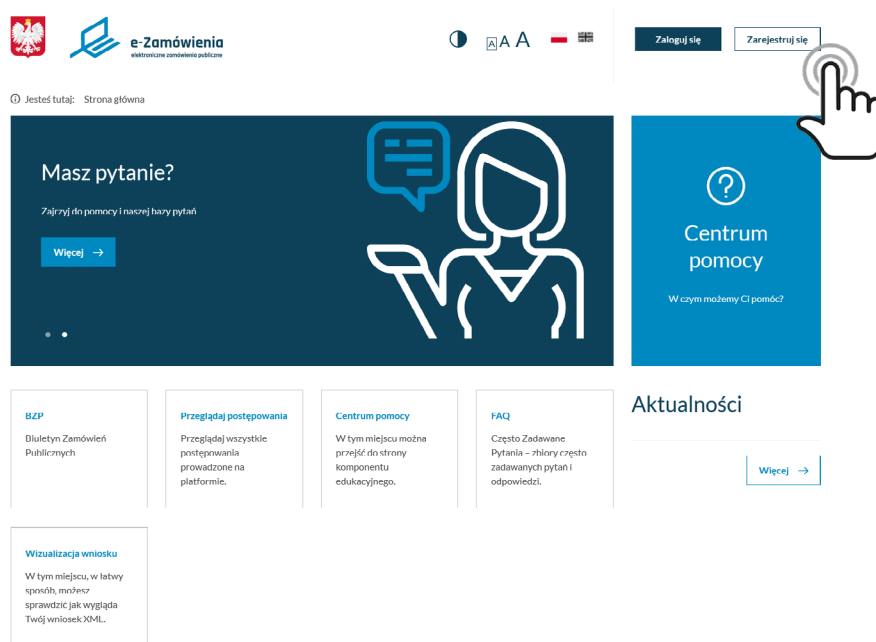 e-Zamówienia
elektroniczne zamówienia publiczne
A A A
Zaloguj się
Zarejestruj się
Jesteś tutaj: Strona główna
Masz pytanie?
Zajrzyj do pomocy i naszej bazy pytań
Więcej →
?
Centrum
pomocy
W czym możemy Ci pomóc?
BZP
Biuletyn Zamówień
Publicznych
Przeglądaj postępowania
Przeglądaj wszystkie
postępowania
prowadzone na
platformie.
Centrum pomocy
W tym miejscu można
przejść do strony
komponentu
edukacyjnego.
FAQ
Często Zadawane
Pytania – zbiory często
zadawanych pytań i
odpowiedzi.
Aktualności
Więcej →
Wizualizacja wniosku
W tym miejscu, w łatwy
sposób, możesz
sprawdzić jak wygląda
Twój wniosek XML.